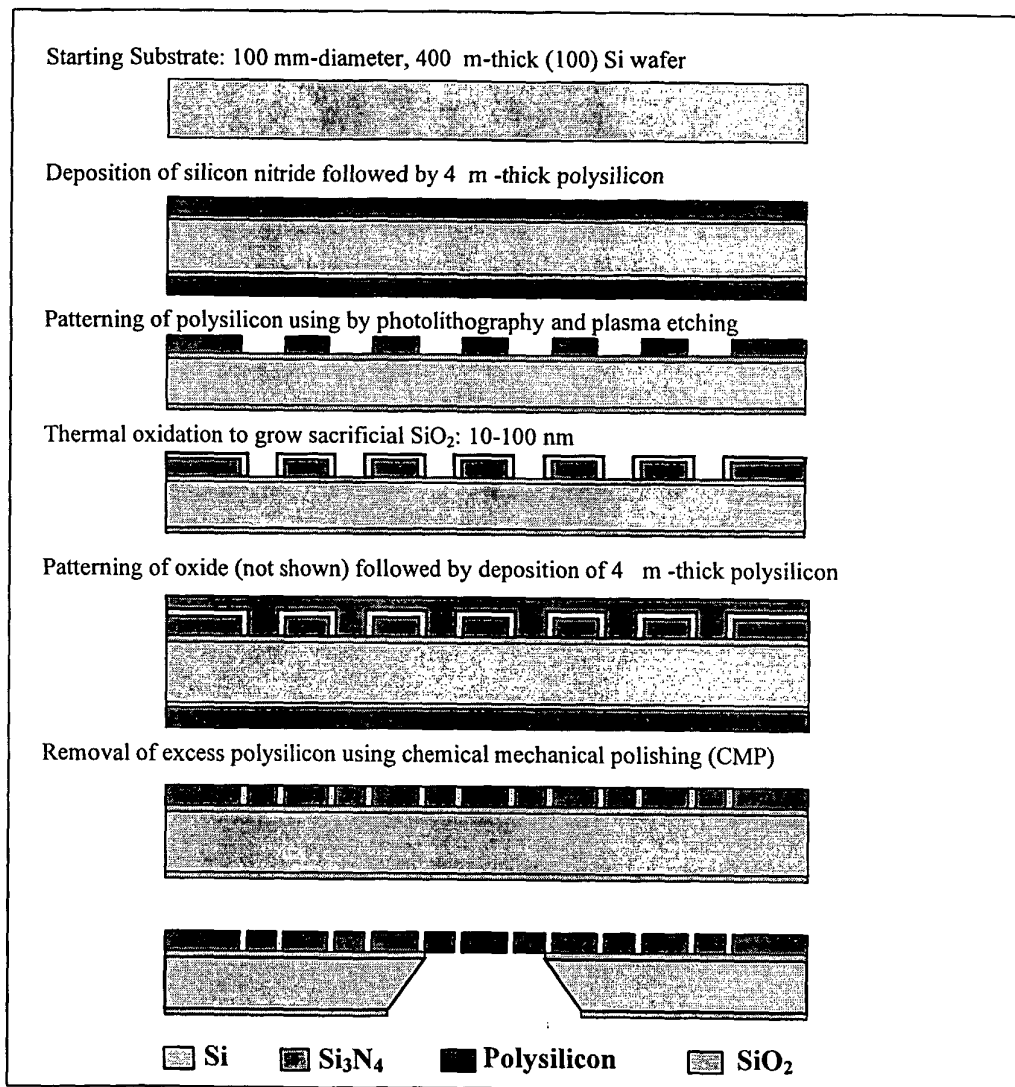 Starting Substrate: 100 mm-diameter, 400 m-thick (100) Si wafer
Deposition of silicon nitride followed by 4 m -thick polysilicon
Patterning of polysilicon using by photolithography and plasma etching
Thermal oxidation to grow sacrificial SiO₂: 10-100 nm
Patterning of oxide (not shown) followed by deposition of 4 m -thick polysilicon
Removal of excess polysilicon using chemical mechanical polishing (CMP)
Si Si₃N₄ Polysilicon SiO₂